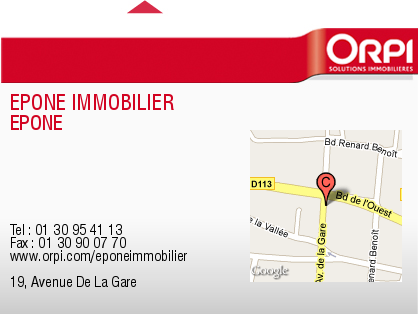 ORPI
SOLUTIONS IMMOBILIÈRES
EPONE IMMOBILIER
EPONE
Tel : 01 30 95 41 13
Fax : 01 30 90 07 70
www.orpi.com/eponeimmobilier
19, Avenue De La Gare
Bd Renard Benoît
D113
C
Bd de l'Ouest
e la Vallée
Av. de la Gare
Renard Ben
Google